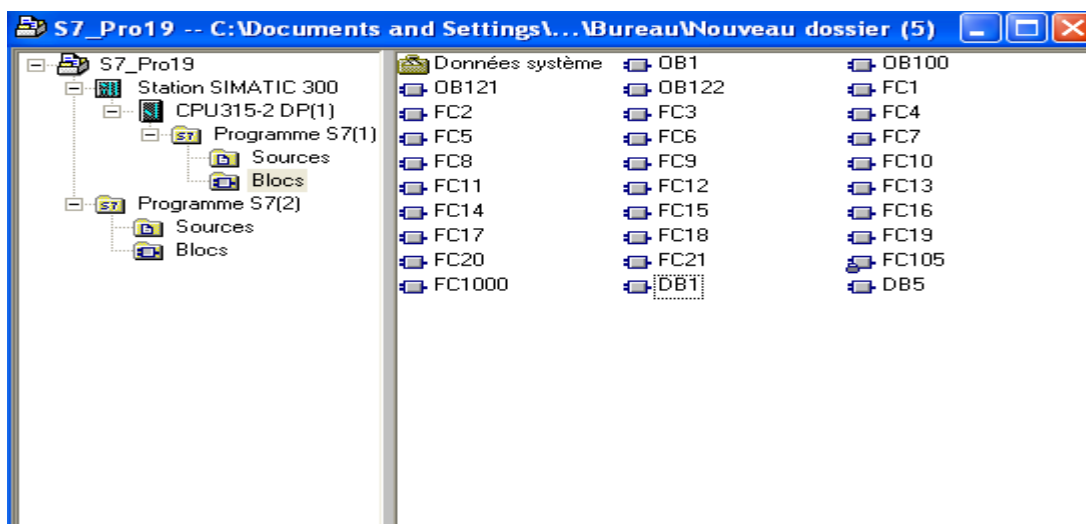 S7_Pro19 -- C:\Documents and Settings\...\Bureau\Nouveau dossier (5)
S7_Pro19
Station SIMATIC 300
CPU315-2 DP(1)
Programme S7(1)
Sources
Blocs
Programme S7(2)
Sources
Blocs
Données système OB1 OB100
OB121 OB122 FC1
FC2 FC3 FC4
FC5 FC6 FC7
FC8 FC9 FC10
FC11 FC12 FC13
FC14 FC15 FC16
FC17 FC18 FC19
FC20 FC21 FC105
FC1000 DB1 DB5